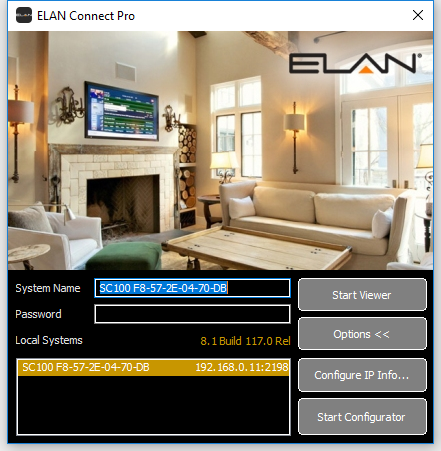 ELAN Connect Pro
ELAN®
System Name SC100 F8-57-2E-04-70-DB Start Viewer
Password
Options <<
Local Systems 8.1 Build 117.0 Rel
SC100 F8-57-2E-04-70-DB 192.168.0.11:2198 Configure IP Info...
Start Configurator